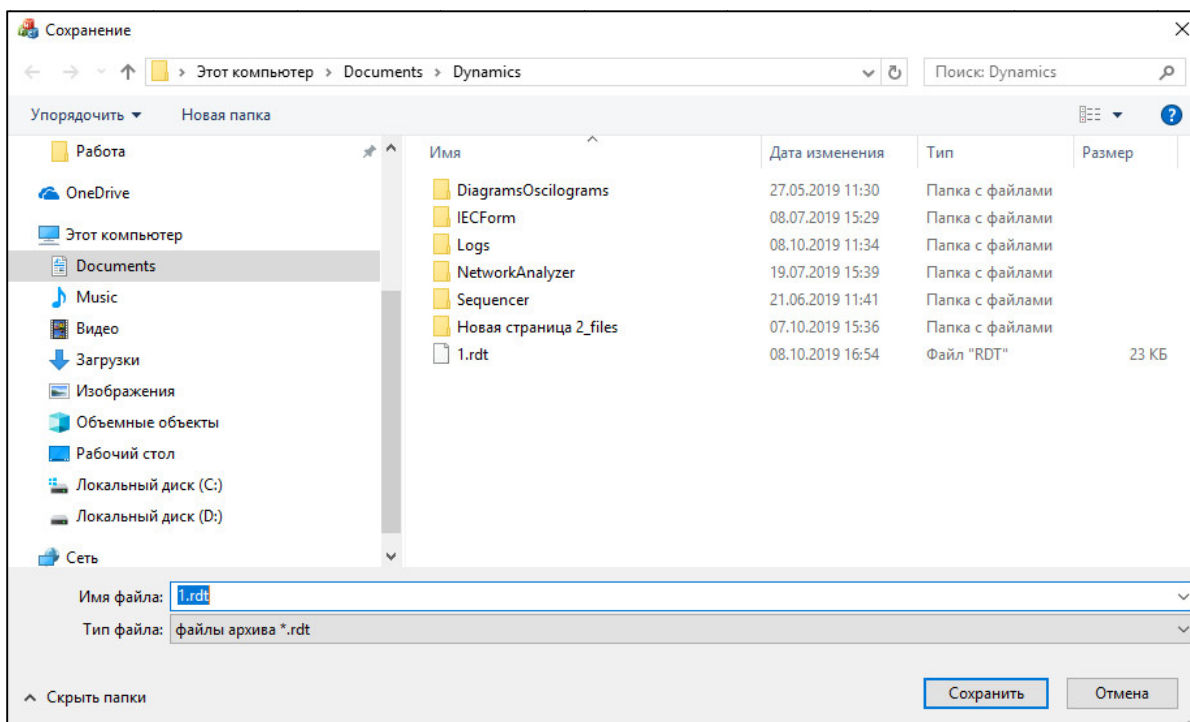 Сохранение
Этот компьютер > Documents > Dynamics
Поиск: Dynamics
Упорядочить
Новая папка
Работа
OneDrive
Этот компьютер
Documents
Music
Видео
Загрузки
Изображения
Объемные объекты
Рабочий стол
Локальный диск (C:)
Локальный диск (D:)
Сеть
Имя Дата изменения Тип Размер
DiagramsOscilograms 27.05.2019 11:30 Папка с файлами
IECForm 08.07.2019 15:29 Папка с файлами
Logs 08.10.2019 11:34 Папка с файлами
NetworkAnalyzer 19.07.2019 15:39 Папка с файлами
Sequencer 21.06.2019 11:41 Папка с файлами
Новая страница 2_files 07.10.2019 15:36 Папка с файлами
1.rdt 08.10.2019 16:54 Файл "RDT" 23 КБ
Имя файла: 1.rdt
Тип файла: файлы архива *.rdt
Скрыть папки
Сохранить
Отмена